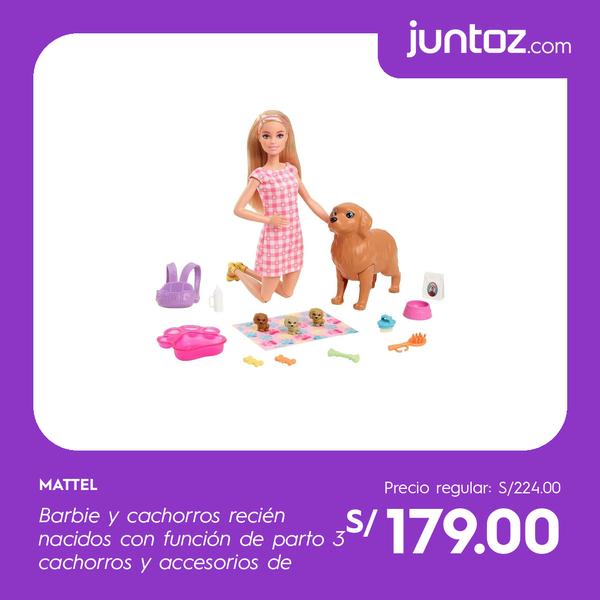 juntoz.com
MATTEL
Barbie y cachorros recién
nacidos con función de parto 3
cachorros y accesorios de
Precio regular: S/224.00
S/ 179.00